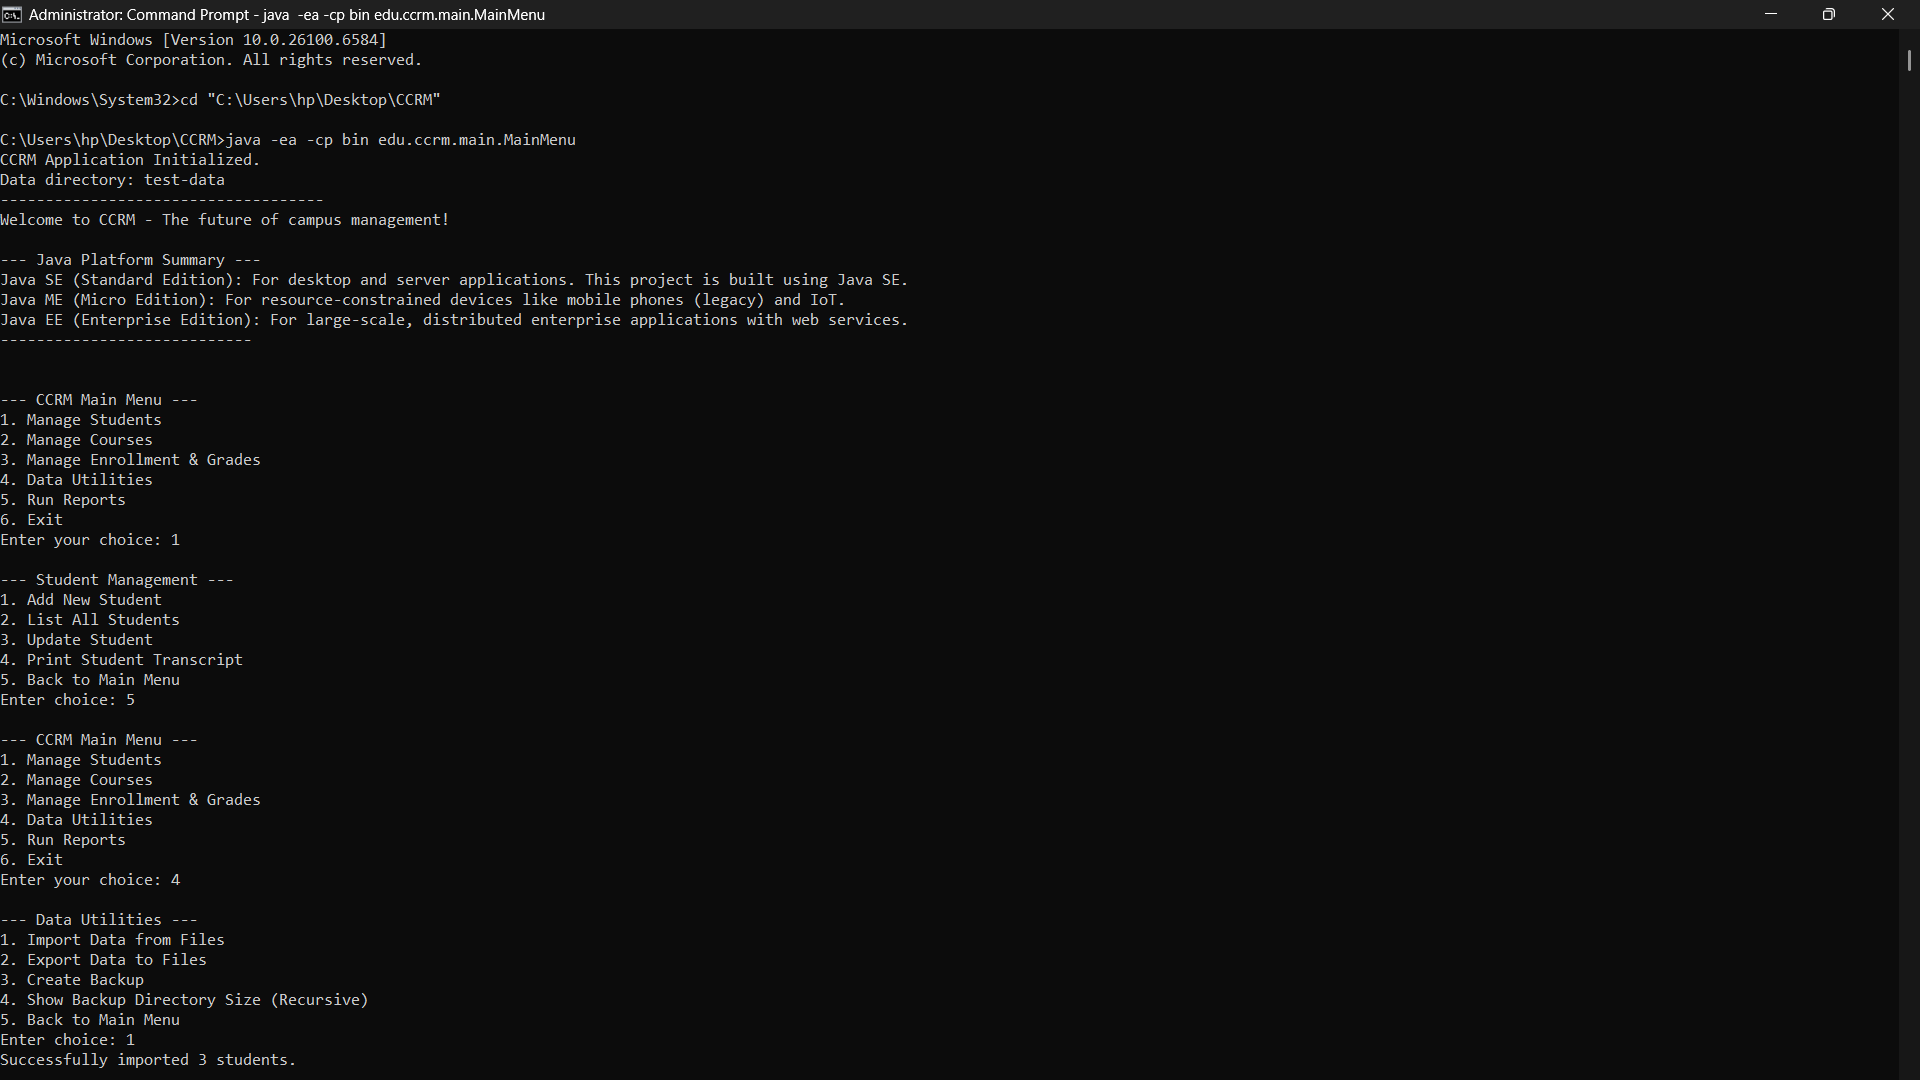 Administrator: Command Prompt - java  -ea -cp bin edu.ccrm.main.MainMenu
Microsoft Windows [Version 10.0.26100.6584]
(c) Microsoft Corporation. All rights reserved.
C:\Windows\System32>cd "C:\Users\hp\Desktop\CCRM"
C:\Users\hp\Desktop\CCRM>java -ea -cp bin edu.ccrm.main.MainMenu
CCRM Application Initialized.
Data directory: test-data
------------------------------------
Welcome to CCRM - The future of campus management!
--- Java Platform Summary ---
Java SE (Standard Edition): For desktop and server applications. This project is built using Java SE.
Java ME (Micro Edition): For resource-constrained devices like mobile phones (legacy) and IoT.
Java EE (Enterprise Edition): For large-scale, distributed enterprise applications with web services.
----------------------------
--- CCRM Main Menu ---
1. Manage Students
2. Manage Courses
3. Manage Enrollment & Grades
4. Data Utilities
5. Run Reports
6. Exit
Enter your choice: 1
--- Student Management ---
1. Add New Student
2. List All Students
3. Update Student
4. Print Student Transcript
5. Back to Main Menu
Enter choice: 5
--- CCRM Main Menu ---
1. Manage Students
2. Manage Courses
3. Manage Enrollment & Grades
4. Data Utilities
5. Run Reports
6. Exit
Enter your choice: 4
--- Data Utilities ---
1. Import Data from Files
2. Export Data to Files
3. Create Backup
4. Show Backup Directory Size (Recursive)
5. Back to Main Menu
Enter choice: 1
Successfully imported 3 students.